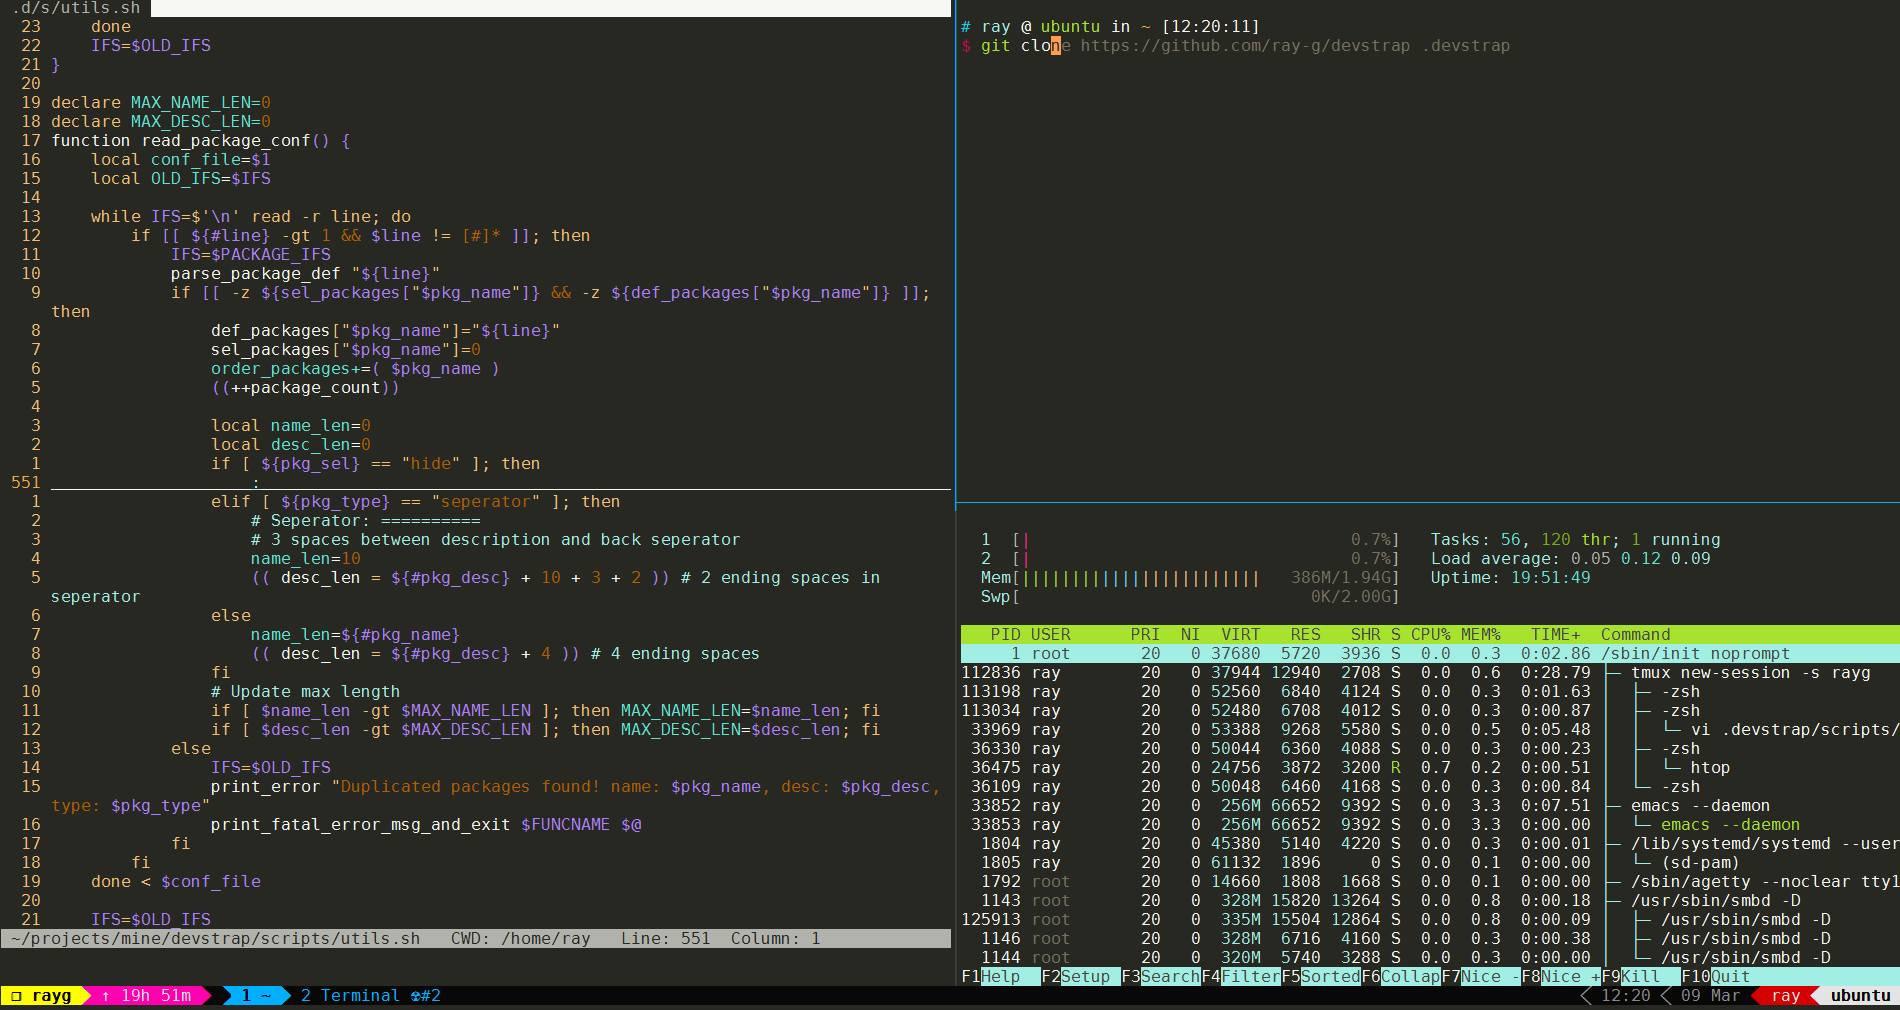 .d/s/utils.sh
23     done
22     IFS=$OLD_IFS
21 }
20
19 declare MAX_NAME_LEN=0
18 declare MAX_DESC_LEN=0
17 function read_package_conf() {
16     local conf_file=$1
15     local OLD_IFS=$IFS
14
13     while IFS=$'\n' read -r line; do
12         if [[ ${#line} -gt 1 && $line != [#]* ]]; then
11             IFS=$PACKAGE_IFS
10             parse_package_def "${line}"
9             if [[ -z ${sel_packages["$pkg_name"]} && -z ${def_packages["$pkg_name"]} ]];
then
8                 def_packages["$pkg_name"]="${line}"
7                 sel_packages["$pkg_name"]=0
6                 order_packages+=( $pkg_name )
5                 ((++package_count))
4
3                 local name_len=0
2                 local desc_len=0
1                 if [ ${pkg_sel} == "hide" ]; then
551                     :
1                 elif [ ${pkg_type} == "seperator" ]; then
2                     # Seperator: ==========
3                     # 3 spaces between description and back seperator
4                     name_len=10
5                     (( desc_len = ${#pkg_desc} + 10 + 3 + 2 )) # 2 ending spaces in
seperator
6                 else
7                     name_len=${#pkg_name}
8                     (( desc_len = ${#pkg_desc} + 4 )) # 4 ending spaces
9                 fi
10                 # Update max length
11                 if [ $name_len -gt $MAX_NAME_LEN ]; then MAX_NAME_LEN=$name_len; fi
12                 if [ $desc_len -gt $MAX_DESC_LEN ]; then MAX_DESC_LEN=$desc_len; fi
13             else
14                 IFS=$OLD_IFS
15                 print_error "Duplicated packages found! name: $pkg_name, desc: $pkg_desc,
type: $pkg_type"
16                 print_fatal_error_msg_and_exit $FUNCNAME $@
17             fi
18         fi
19     done < $conf_file
20
21     IFS=$OLD_IFS
~/projects/mine/devstrap/scripts/utils.sh   CWD: /home/ray   Line: 551  Column: 1
# ray @ ubuntu in ~ [12:20:11]
$ git clone https://github.com/ray-g/devstrap .devstrap
1  [|                                0.7%]   Tasks: 56, 120 thr; 1 running
2  [|                                0.7%]   Load average: 0.05 0.12 0.09
Mem[||||||||||||||||||||||||   386M/1.94G]   Uptime: 19:51:49
Swp[                             0K/2.00G]
PID USER      PRI  NI  VIRT   RES   SHR S CPU% MEM%   TIME+  Command
1 root       20   0 37680  5720  3936 S  0.0  0.3  0:02.86 /sbin/init noprompt
112836 ray        20   0 37944 12940  2708 S  0.0  0.6  0:28.79 ├─ tmux new-session -s rayg
113198 ray        20   0 52560  6840  4124 S  0.0  0.3  0:01.63 │  ├─ -zsh
113034 ray        20   0 52480  6708  4012 S  0.0  0.3  0:00.87 │  ├─ -zsh
33969 ray        20   0 53388  9268  5580 S  0.0  0.5  0:05.48 │  │  └─ vi .devstrap/scripts/
36330 ray        20   0 50044  6360  4088 S  0.0  0.3  0:00.23 │  ├─ -zsh
36475 ray        20   0 24756  3872  3200 R  0.7  0.2  0:00.51 │  │  └─ htop
36109 ray        20   0 50048  6460  4168 S  0.0  0.3  0:00.84 │  └─ -zsh
33852 ray        20   0  256M 66652  9392 S  0.0  3.3  0:07.51 ├─ emacs --daemon
33853 ray        20   0  256M 66652  9392 S  0.0  3.3  0:00.00 │  └─ emacs --daemon
1804 ray        20   0 45380  5140  4220 S  0.0  0.3  0:00.01 ├─ /lib/systemd/systemd --user
1805 ray        20   0 61132  1896     0 S  0.0  0.1  0:00.00 │  └─ (sd-pam)
1792 root       20   0 14660  1808  1668 S  0.0  0.1  0:00.00 ├─ /sbin/agetty --noclear tty1
1143 root       20   0  328M 15820 13264 S  0.0  0.8  0:00.18 ├─ /usr/sbin/smbd -D
125913 root       20   0  335M 15504 12864 S  0.0  0.8  0:00.09 │  ├─ /usr/sbin/smbd -D
1146 root       20   0  328M  6716  4160 S  0.0  0.3  0:00.38 │  ├─ /usr/sbin/smbd -D
1144 root       20   0  320M  5740  3288 S  0.0  0.3  0:00.00 │  └─ /usr/sbin/smbd -D
F1Help  F2Setup F3SearchF4FilterF5SortedF6CollapF7Nice -F8Nice +F9Kill  F10Quit
❐ rayg   ↑ 19h 51m   1 ~   2 Terminal ☢#2   12:20   09 Mar   ray   ubuntu